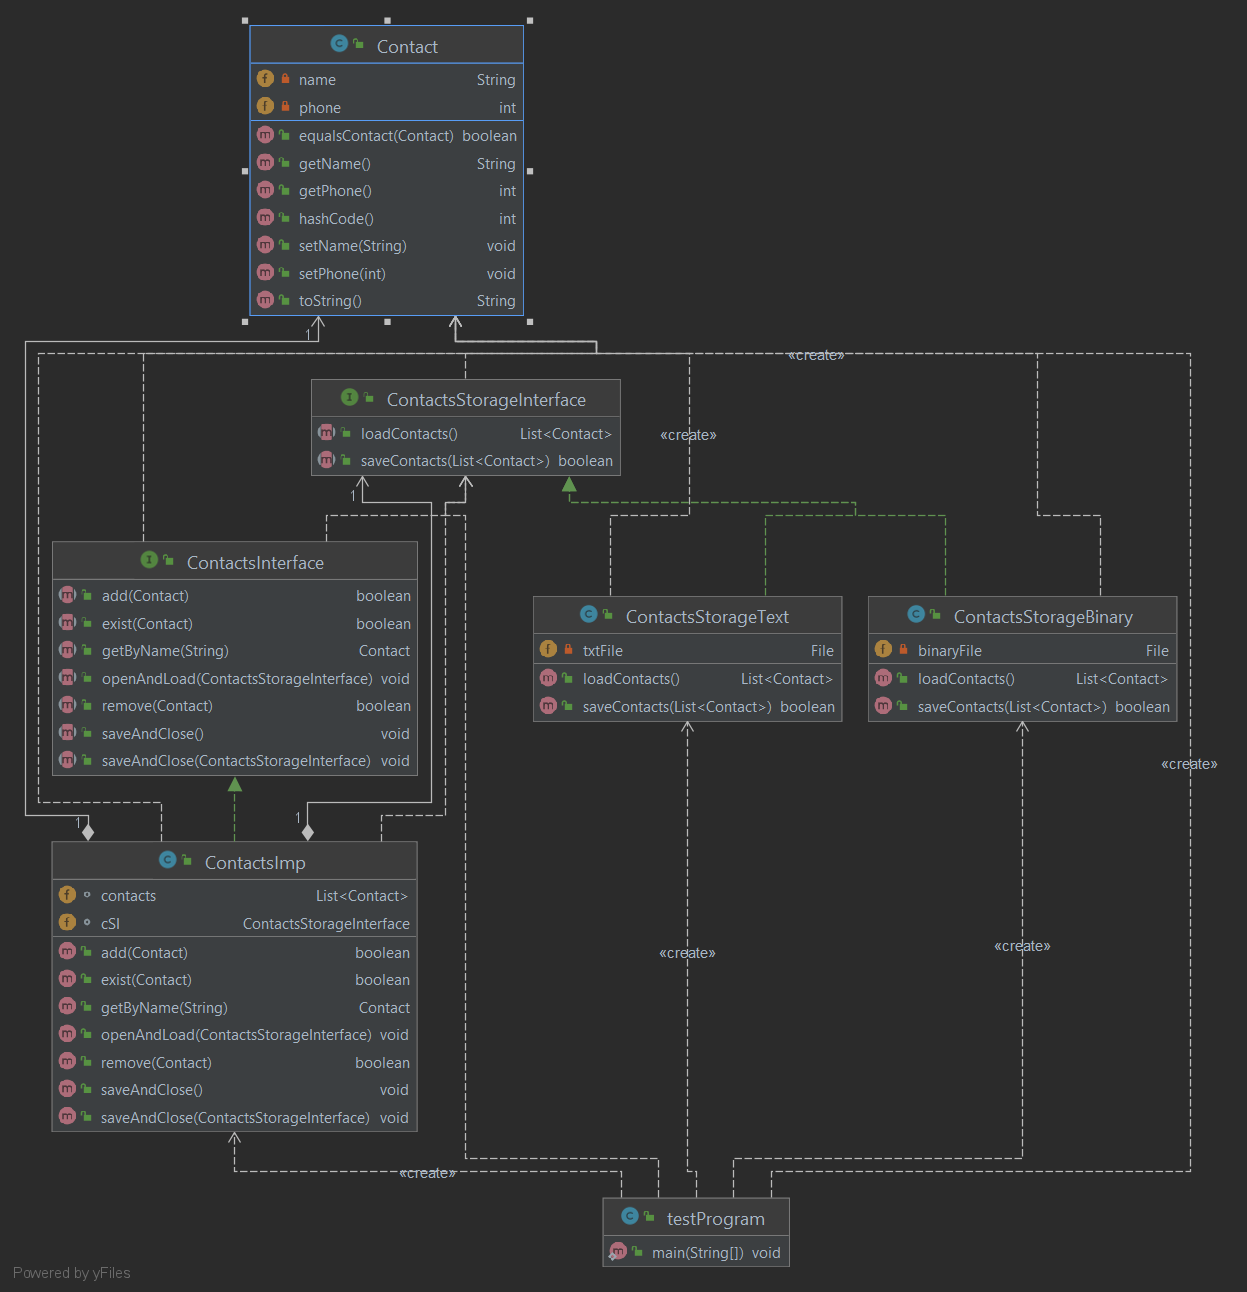 Contact
name String
phone int
equalsContact(Contact) boolean
getName() String
getPhone() int
hashCode() int
setName(String) void
setPhone(int) void
toString() String
1
«create»
ContactsStorageInterface
loadContacts() List<Contact>
saveContacts(List<Contact>) boolean
«create»
1
ContactsInterface
add(Contact) boolean
exist(Contact) boolean
getByName(String) Contact
openAndLoad(ContactsStorageInterface) void
remove(Contact) boolean
saveAndClose() void
saveAndClose(ContactsStorageInterface) void
ContactsStorageText
txtFile File
loadContacts() List<Contact>
saveContacts(List<Contact>) boolean
ContactsStorageBinary
binaryFile File
loadContacts() List<Contact>
saveContacts(List<Contact>) boolean
«create»
1
1
ContactsImp
contacts List<Contact>
cSI ContactsStorageInterface
add(Contact) boolean
exist(Contact) boolean
getByName(String) Contact
openAndLoad(ContactsStorageInterface) void
remove(Contact) boolean
saveAndClose() void
saveAndClose(ContactsStorageInterface) void
«create»
«create»
«create»
testProgram
main(String[]) void
Powered by yFiles